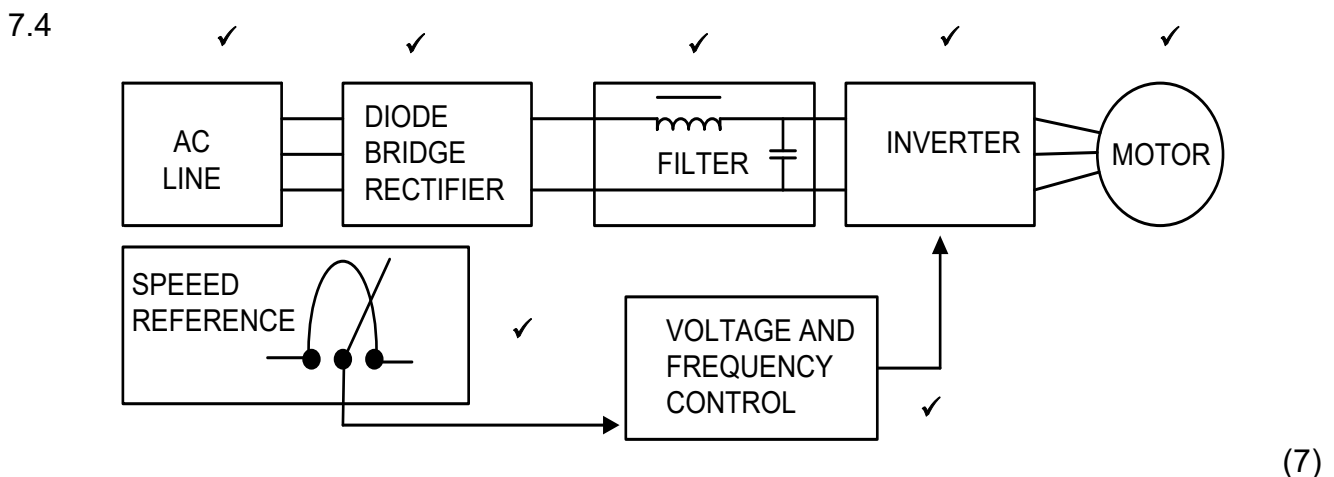 7.4
AC
LINE
DIODE
BRIDGE
RECTIFIER
FILTER
INVERTER
MOTOR
SPEEED
REFERENCE
VOLTAGE AND
FREQUENCY
CONTROL
(7)